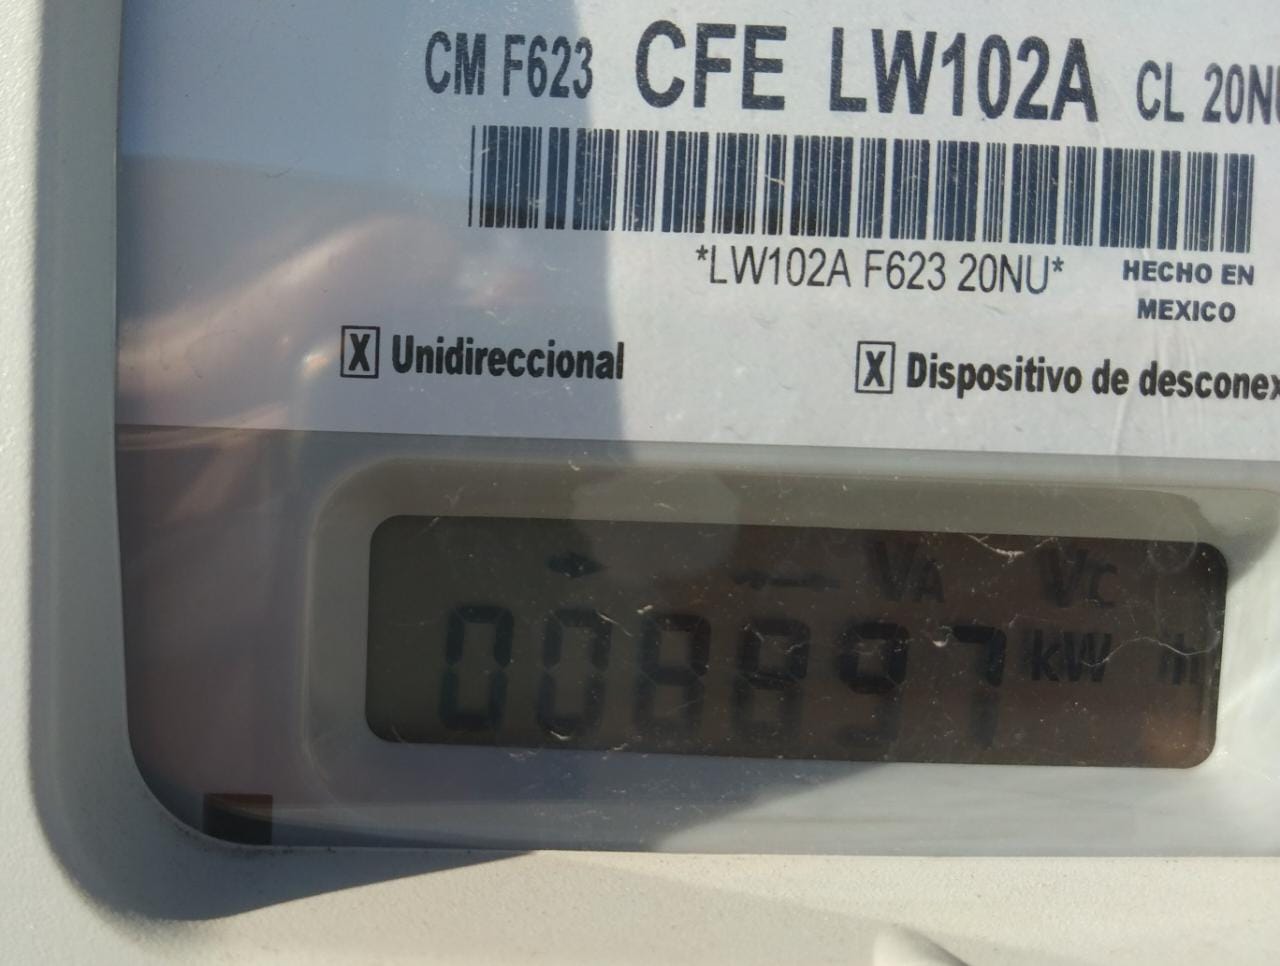 CM F623 CFE LW102A CL 20NU
*LW102A F623 20NU*
HECHO EN
MEXICO
X Unidireccional
X Dispositivo de desconex
VA VC
008897 kW h